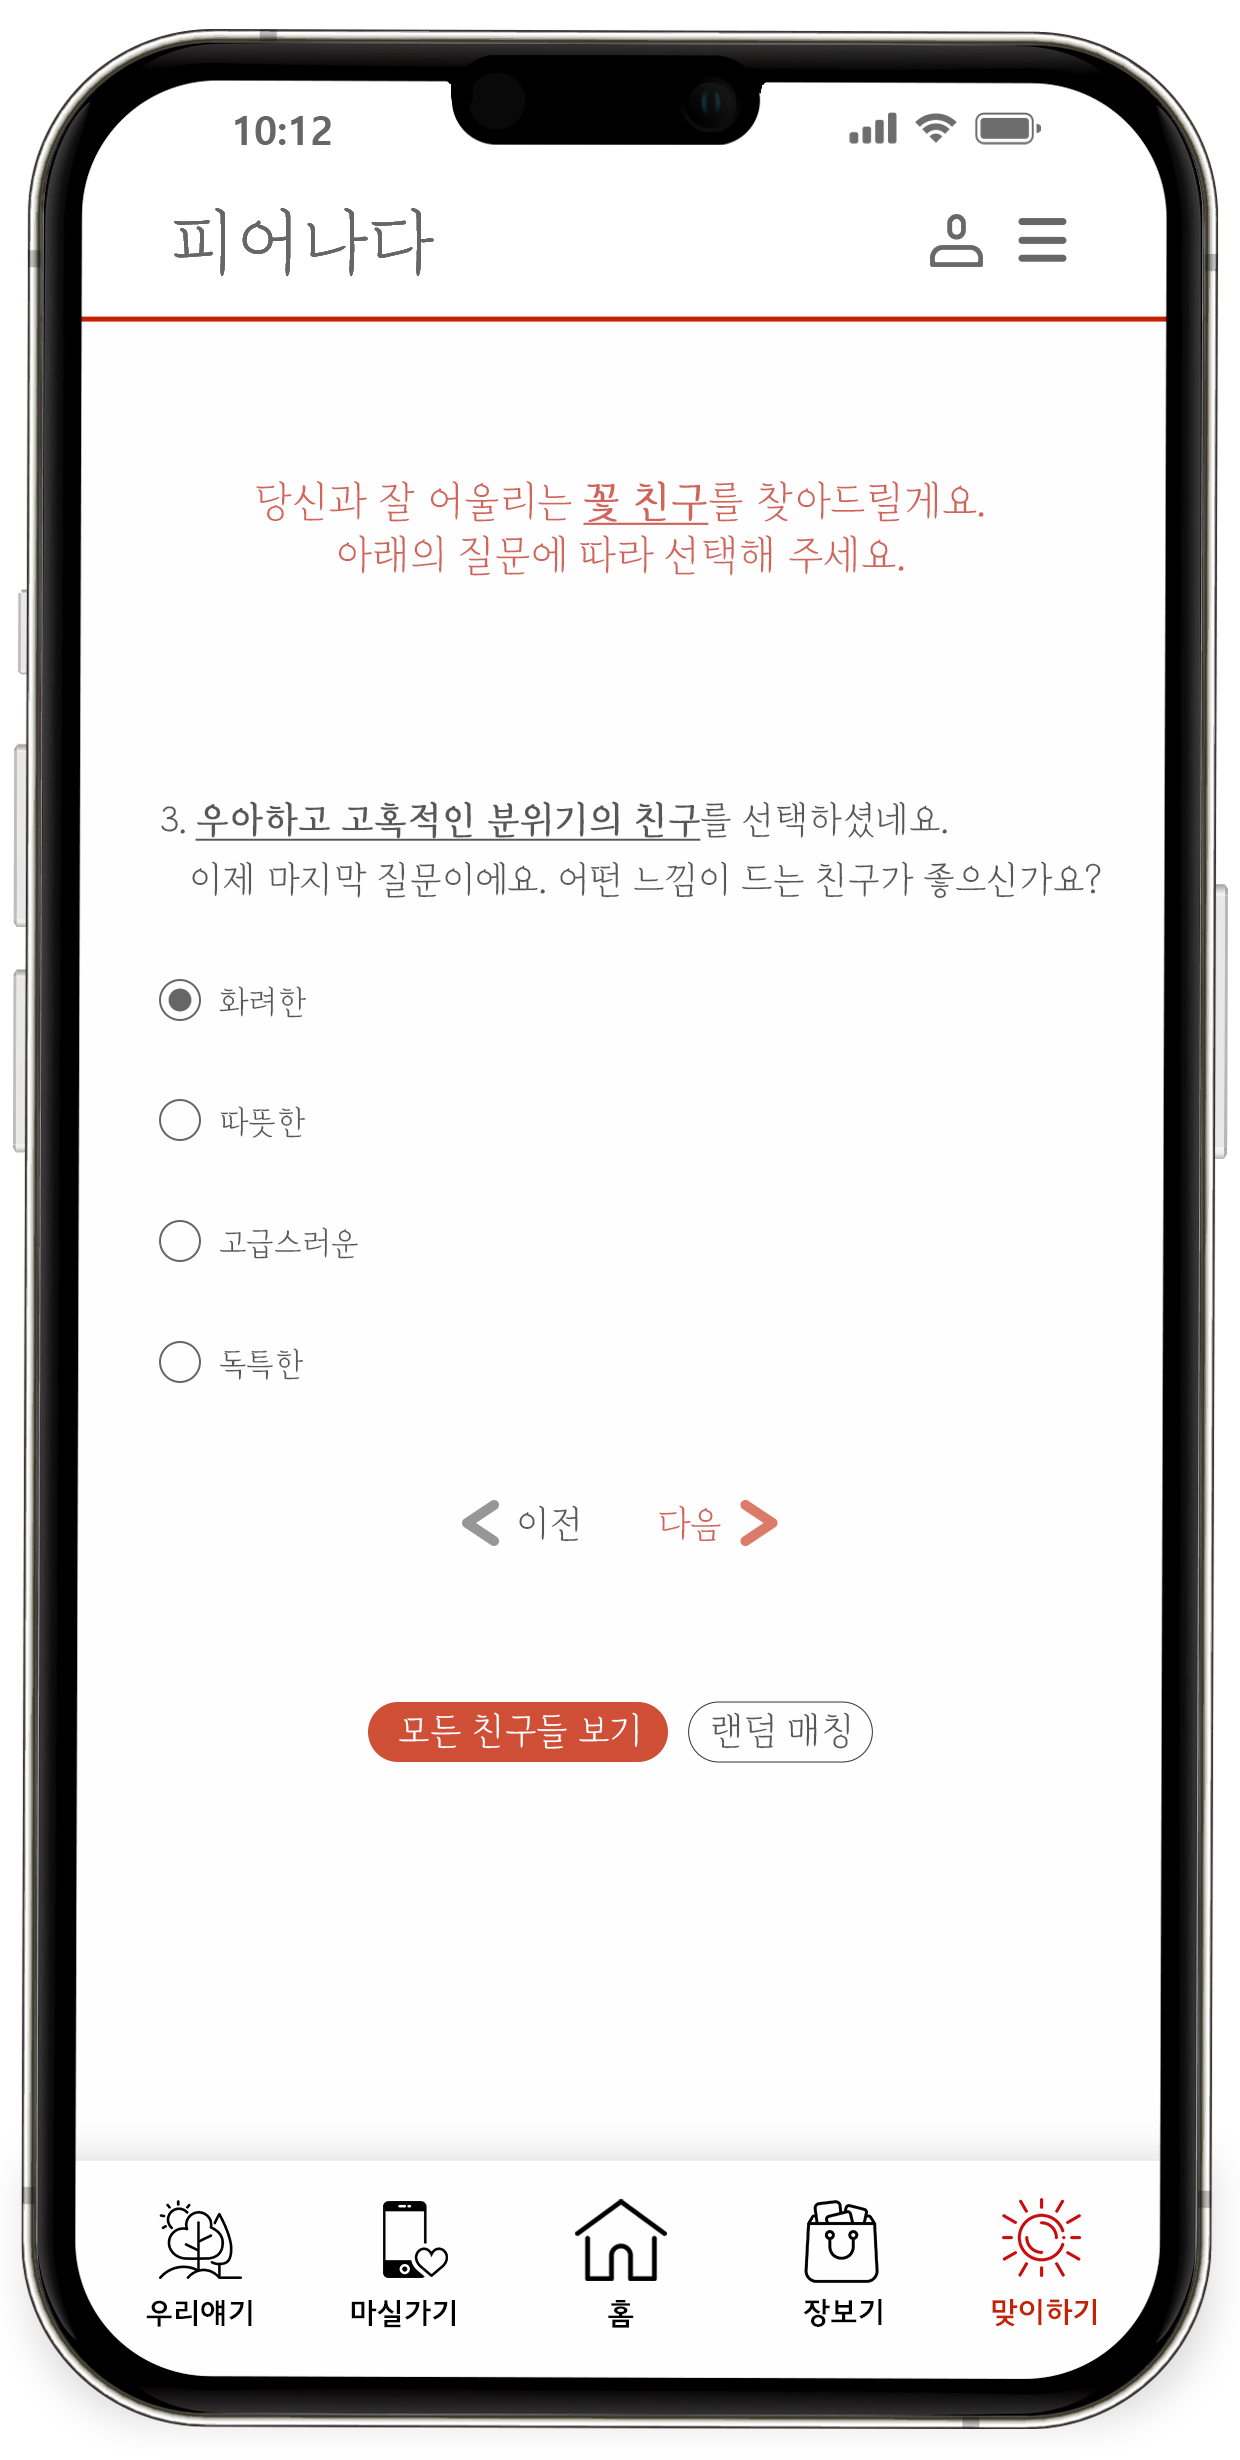 10:12
피어나다
당신과 잘 어울리는 꽃 친구를 찾아드릴게요.
아래의 질문에 따라 선택해 주세요.
3. 우아하고 고혹적인 분위기의 친구를 선택하셨네요.
이제 마지막 질문이에요. 어떤 느낌이 드는 친구가 좋으신가요?
화려한
따뜻한
고급스러운
독특한
이전 다음
모든 친구들 보기 랜덤 매칭
우리얘기 마실가기 홈 장보기 맞이하기